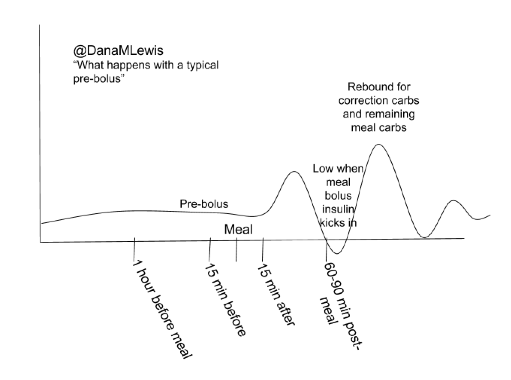 @DanaMLewis
“What happens with a typical
pre-bolus”
Rebound for
correction carbs
and remaining
meal carbs
Low when
meal
bolus
insulin
kicks in
Pre-bolus
Meal
1 hour before meal
15 min before
15 min after
60-90 min post-
meal